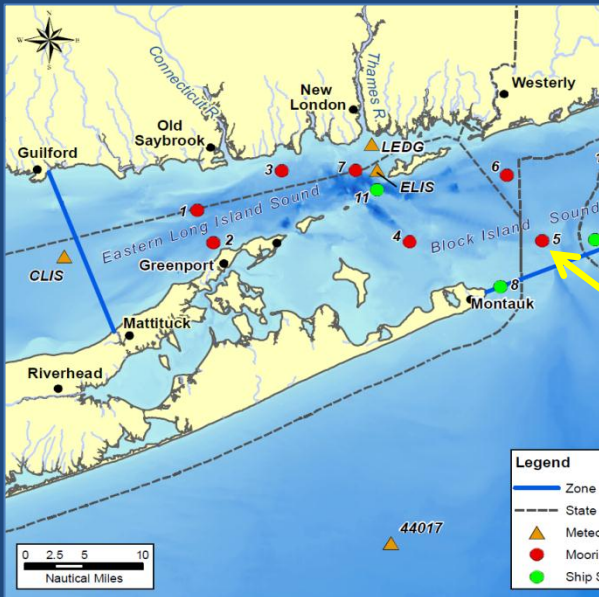 N
Connecticut R.
Thames R.
Westerly
New
London
Old
Saybrook
LEDG
Guilford
3
7
6
ELIS
11
1
Eastern Long Island Sound
2
4
Block Island Sound
5
CLIS
Greenport
8
Montauk
Mattituck
Riverhead
44017
Legend
Zone
State
0 2.5 5 10
Nautical Miles
Ship S